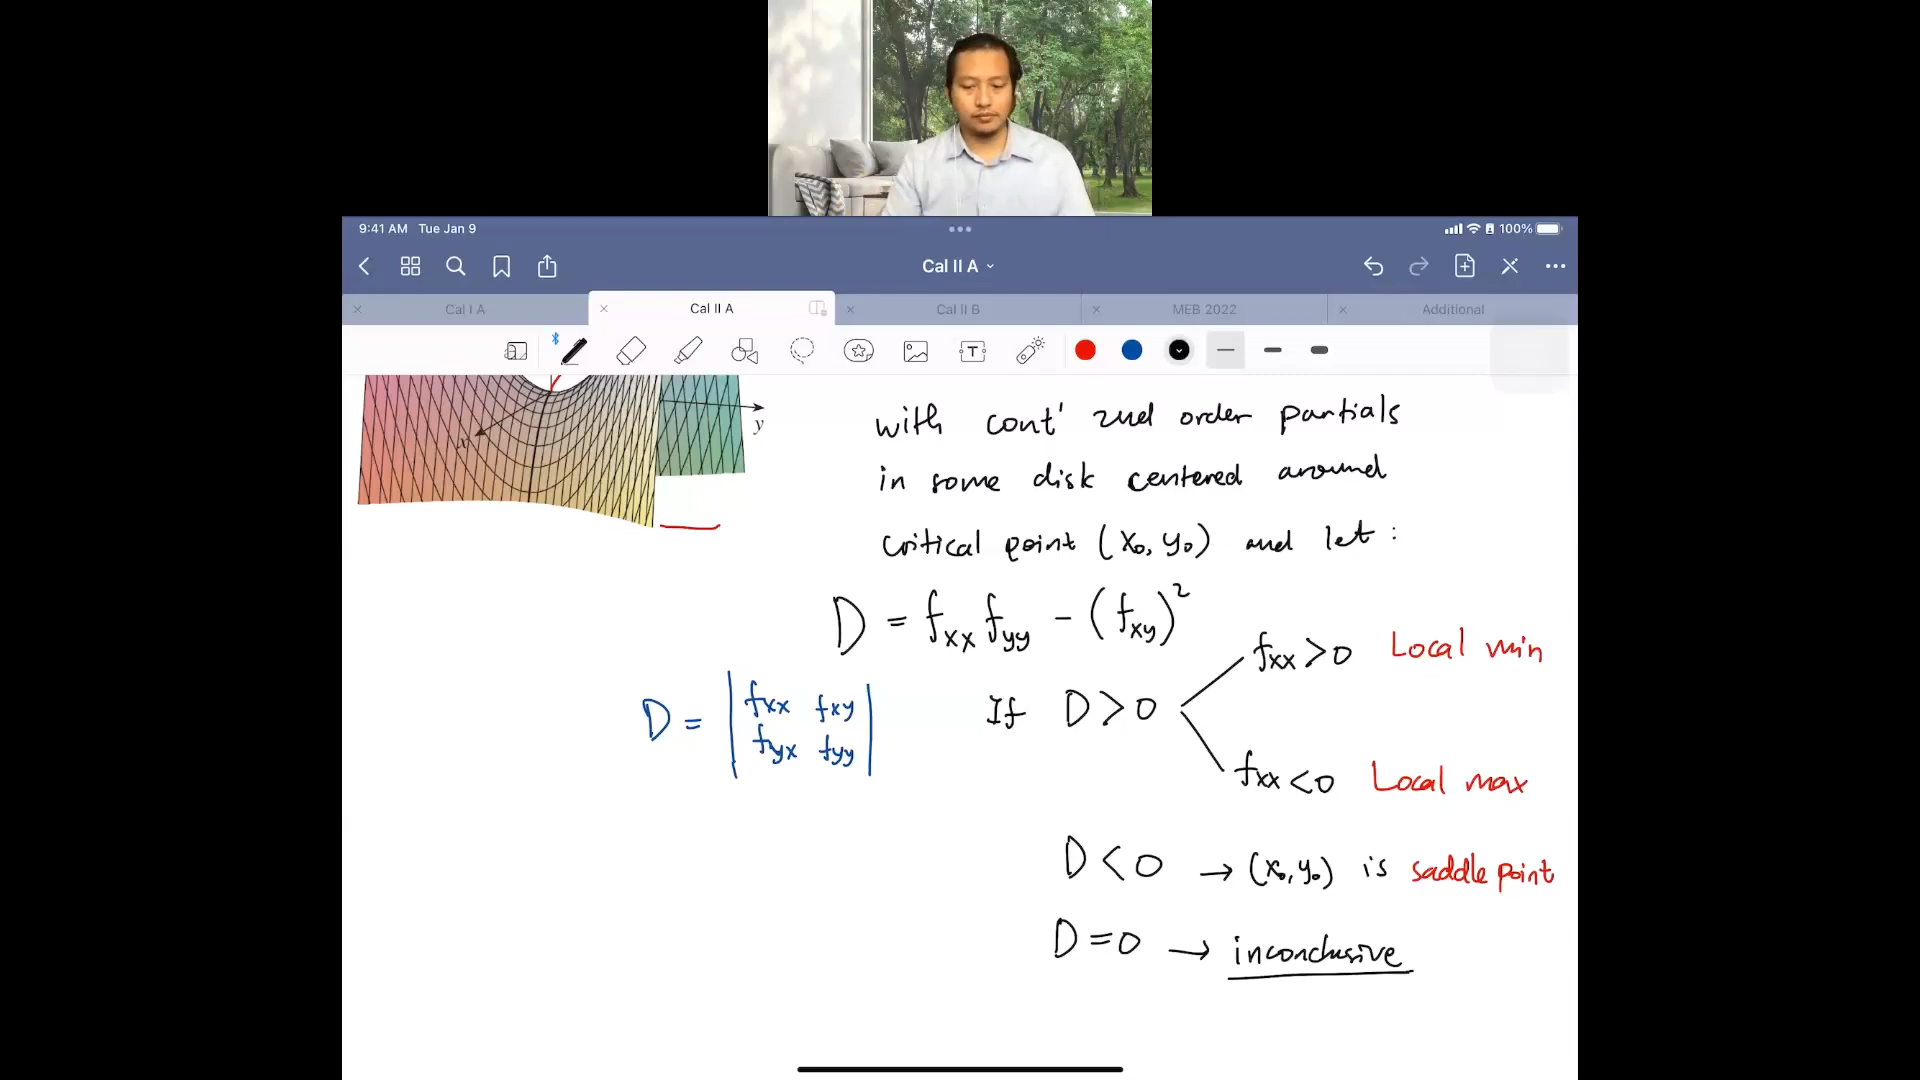 9:41 AM Tue Jan 9
100%
Cal II A
Cal I A
Cal II A
Cal II B
MEB 2022
Additional
T
x
y
with cont' 2nd order partials
in some disk centered around
critical point (x₀, y₀) and let :
D = fxx fyy - (fxy)²
fxx > 0 Local min
D = | fxx fxy |
| fyx fyy |
If D > 0
fxx < 0 Local max
D < 0 → (x₀, y₀) is saddle point
D = 0 → inconclusive